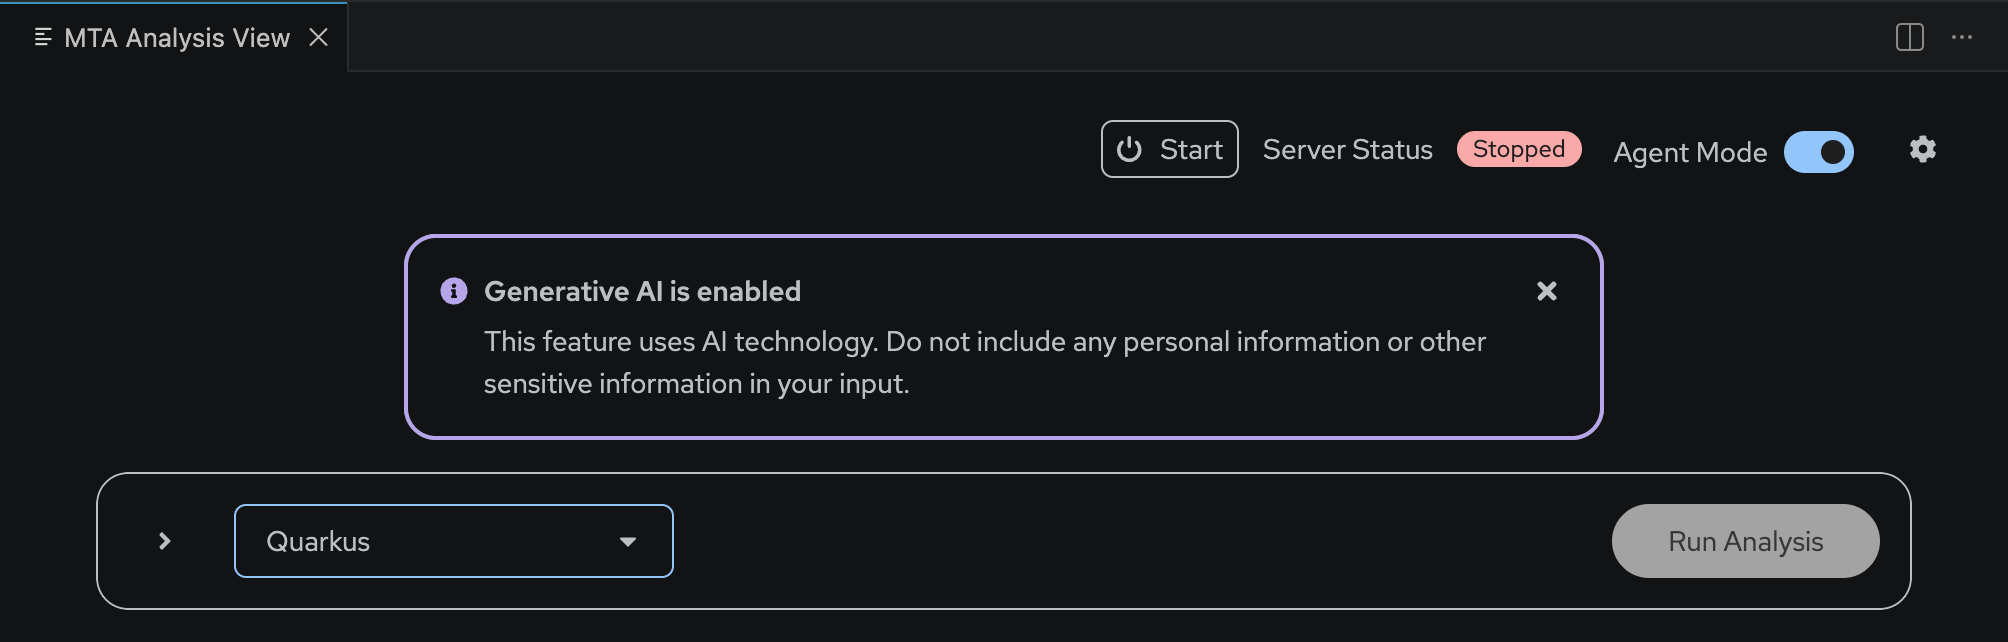 MTA Analysis View
Start Server Status Stopped Agent Mode
Generative AI is enabled
This feature uses AI technology. Do not include any personal information or other
sensitive information in your input.
Quarkus Run Analysis